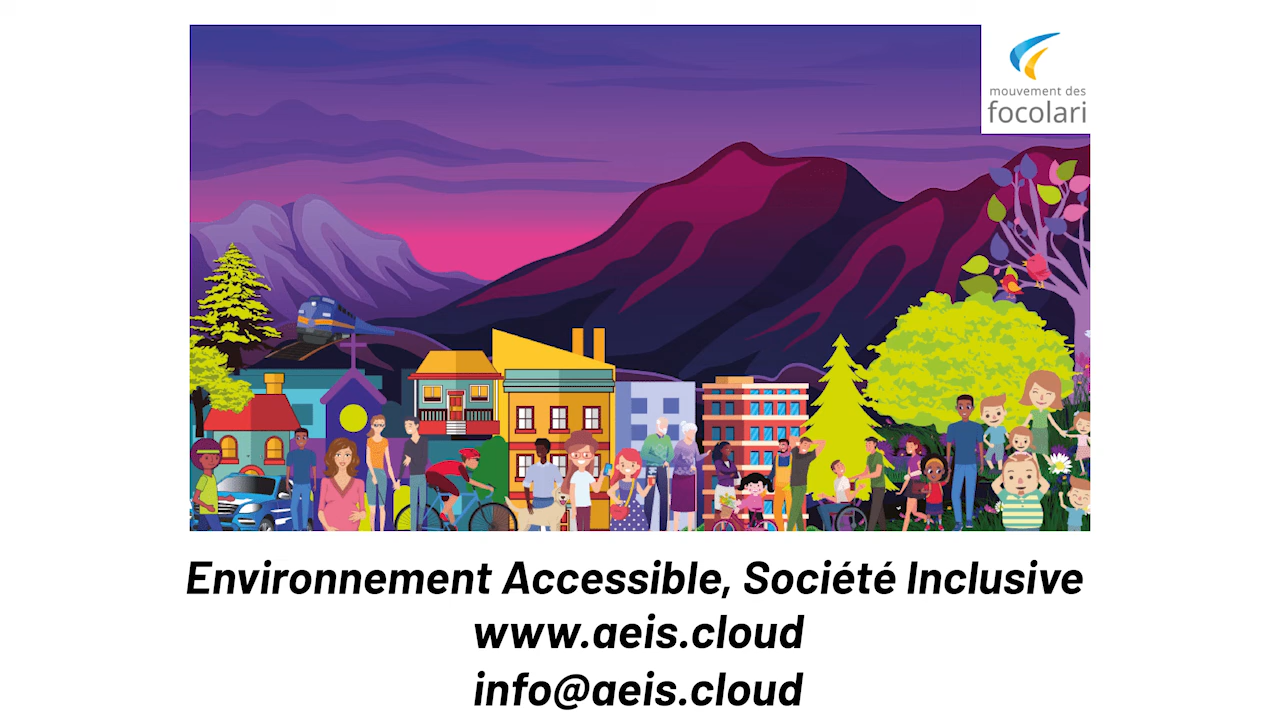 mouvement des
focolari
Environnement Accessible, Société Inclusive
www.aeis.cloud
info@aeis.cloud